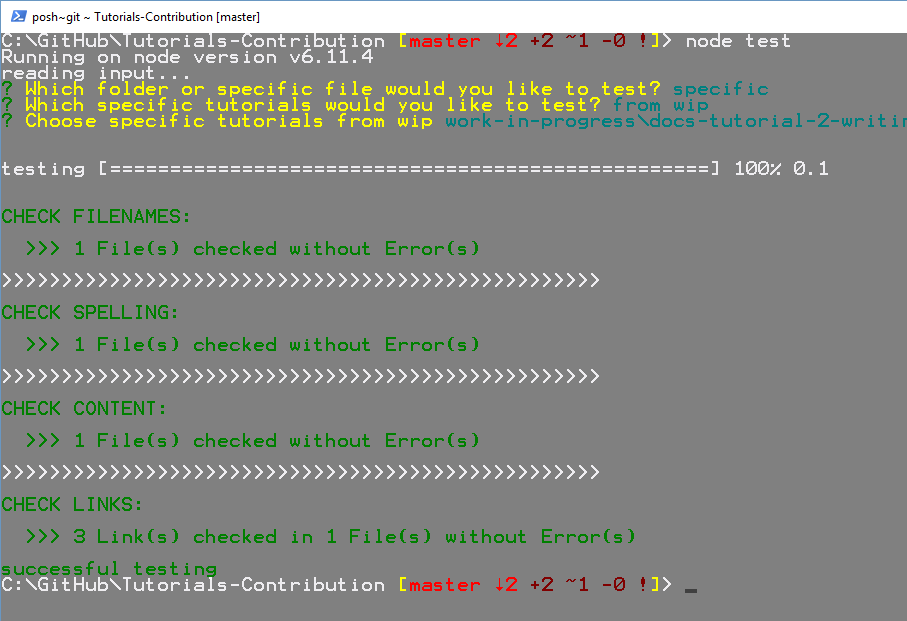 posh~git ~ Tutorials-Contribution [master]
C:\GitHub\Tutorials-Contribution [master ↓2 +2 ~1 -0 !]> node test
Running on node version v6.11.4
reading input...
? Which folder or specific file would you like to test? specific
? Which specific tutorials would you like to test? from wip
? Choose specific tutorials from wip work-in-progress\docs-tutorial-2-writin
testing [==================================================] 100% 0.1
CHECK FILENAMES:
>>> 1 File(s) checked without Error(s)
>>>>>>>>>>>>>>>>>>>>>>>>>>>>>>>>>>>>>>>>>>>>>>>>>>
CHECK SPELLING:
>>> 1 File(s) checked without Error(s)
>>>>>>>>>>>>>>>>>>>>>>>>>>>>>>>>>>>>>>>>>>>>>>>>>>
CHECK CONTENT:
>>> 1 File(s) checked without Error(s)
>>>>>>>>>>>>>>>>>>>>>>>>>>>>>>>>>>>>>>>>>>>>>>>>>>
CHECK LINKS:
>>> 3 Link(s) checked in 1 File(s) without Error(s)
successful testing
C:\GitHub\Tutorials-Contribution [master ↓2 +2 ~1 -0 !]> _